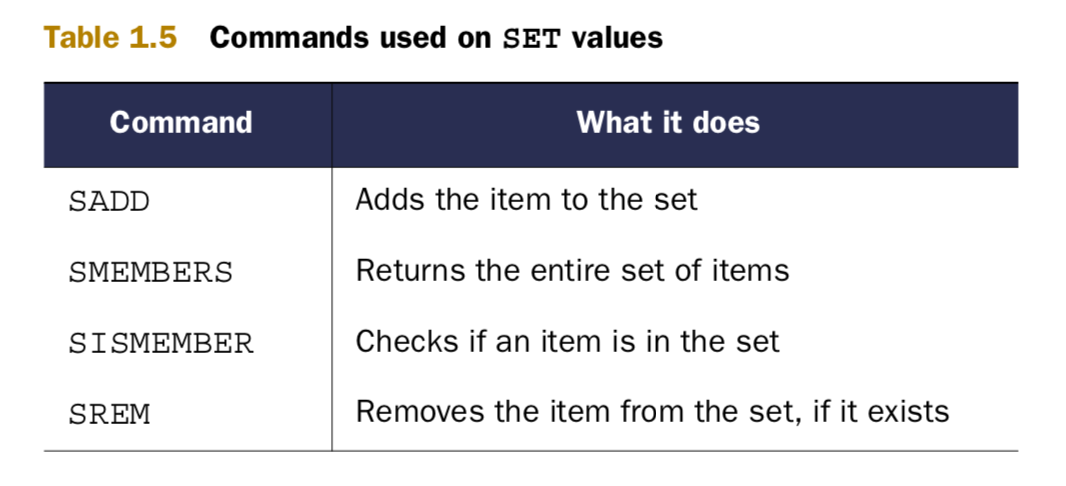 Table 1.5 Commands used on SET values
Command What it does
SADD Adds the item to the set
SMEMBERS Returns the entire set of items
SISMEMBER Checks if an item is in the set
SREM Removes the item from the set, if it exists